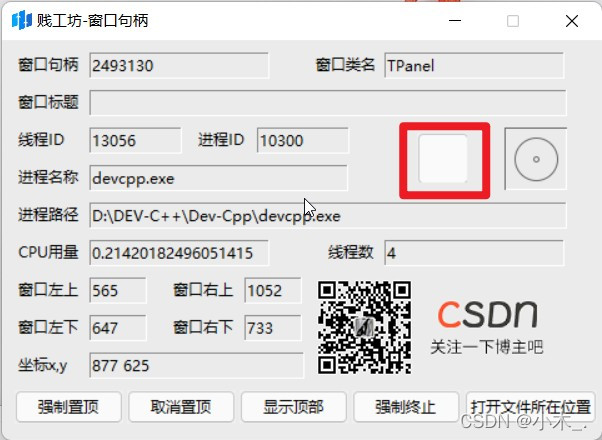 贱工坊-窗口句柄
窗口句柄 2493130 窗口类名 TPanel
窗口标题
线程ID 13056 进程ID 10300
进程名称 devcpp.exe
进程路径 D:\DEV-C++\Dev-Cpp\devcpp.exe
CPU用量 0.21420182496051415 线程数 4
窗口左上 565 窗口右上 1052
窗口左下 647 窗口右下 733
坐标x,y 877 625
CSDN
关注一下博主吧
强制置顶 取消置顶 显示顶部 强制终止 打开文件所在位置
CSDN @小木_.